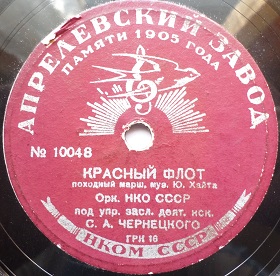 АПРЕЛЕВСКИЙ ЗАВОД
ПАМЯТИ 1905 ГОДА
№ 10048
КРАСНЫЙ ФЛОТ
походный марш, муз. Ю. Хайта
Орк. НКО СССР
под упр. засл. деят. иск.
С. А. ЧЕРНЕЦКОГО
ГРК 16
НКОМ СССР